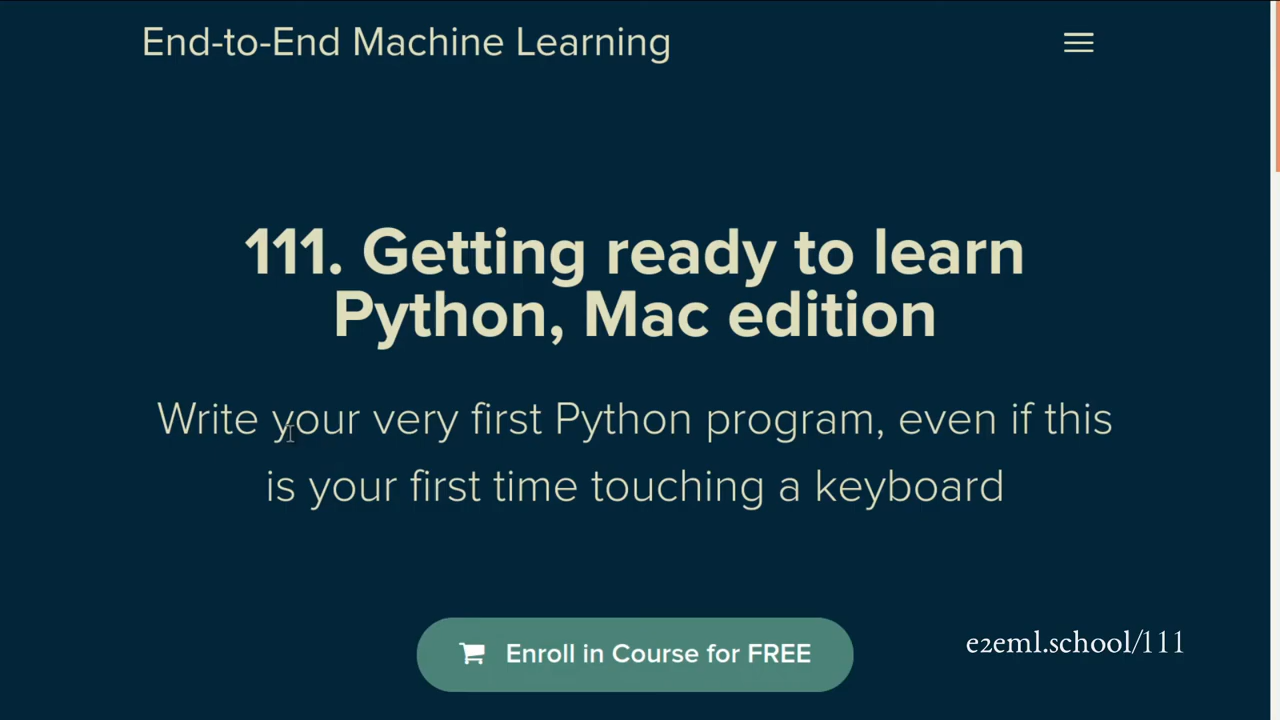 End-to-End Machine Learning
111. Getting ready to learn
Python, Mac edition
Write your very first Python program, even if this
is your first time touching a keyboard
Enroll in Course for FREE
e2eml.school/111